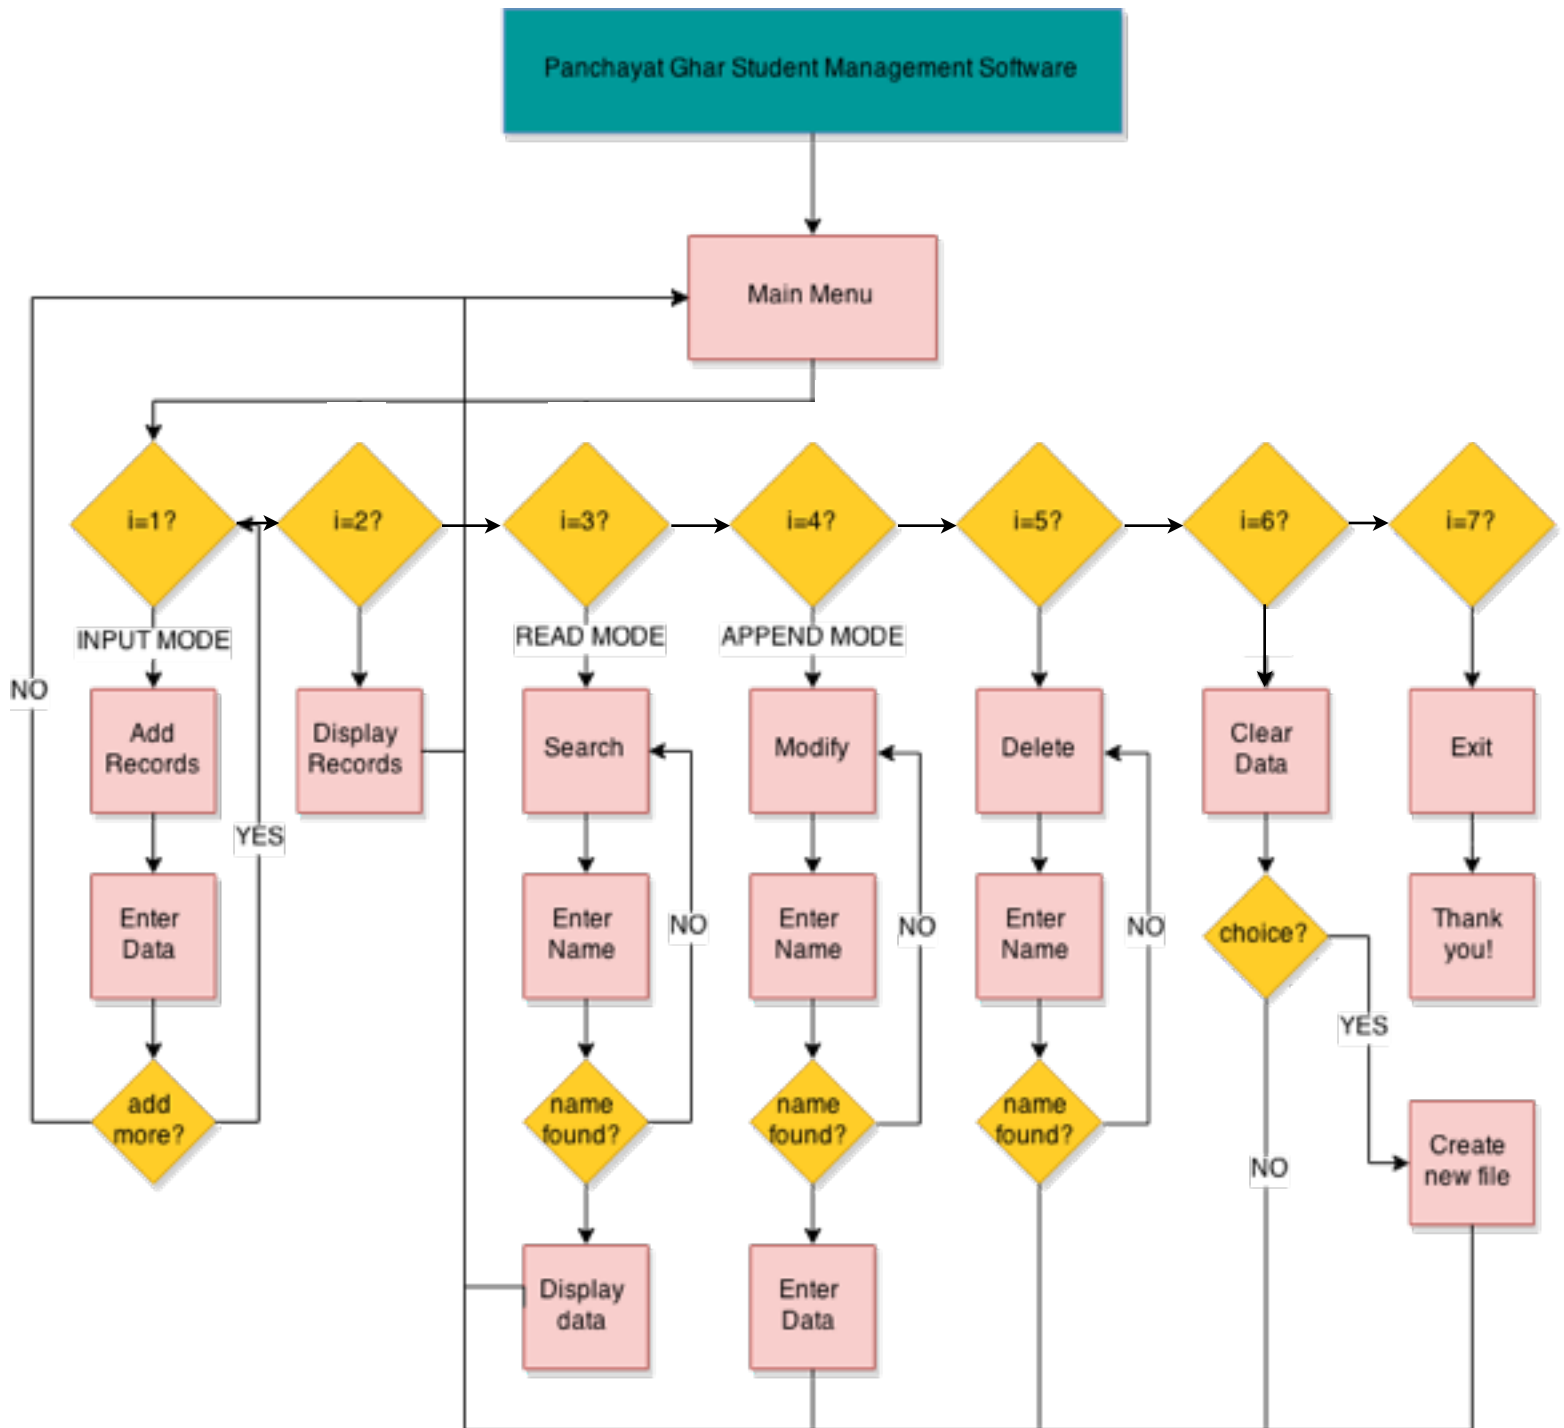 Panchayat Ghar Student Management Software
Main Menu
i=1?
i=2?
i=3?
i=4?
i=5?
i=6?
i=7?
INPUT MODE
READ MODE
APPEND MODE
NO
Add
Records
Display
Records
Search
Modify
Delete
Clear
Data
Exit
YES
Enter
Data
Enter
Name
NO
Enter
Name
NO
Enter
Name
NO
choice?
Thank
you!
YES
add
more?
name
found?
name
found?
name
found?
NO
Create
new file
Display
data
Enter
Data